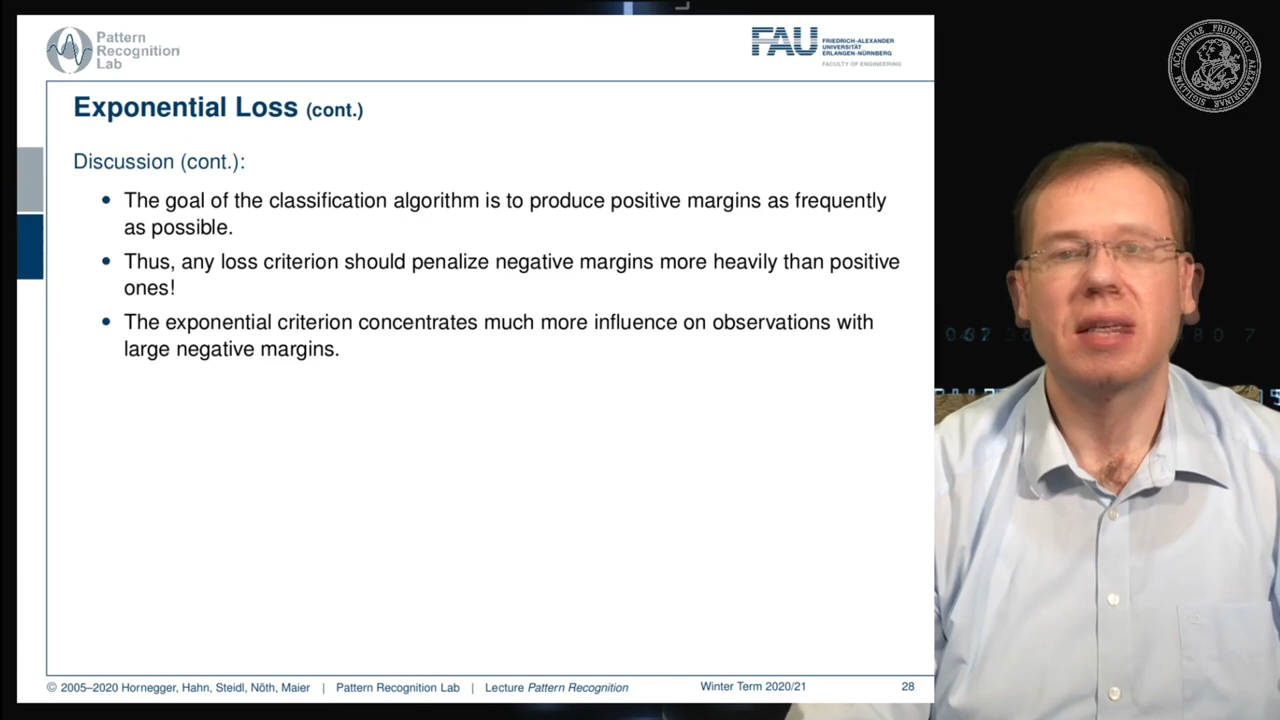 Pattern
Recognition
Lab
FAU
FRIEDRICH-ALEXANDER
UNIVERSITÄT
ERLANGEN-NÜRNBERG
FACULTY OF ENGINEERING
Exponential Loss (cont.)
Discussion (cont.):
• The goal of the classification algorithm is to produce positive margins as frequently
as possible.
• Thus, any loss criterion should penalize negative margins more heavily than positive
ones!
• The exponential criterion concentrates much more influence on observations with
large negative margins.
© 2005–2020 Hornegger, Hahn, Steidl, Nöth, Maier | Pattern Recognition Lab | Lecture Pattern Recognition Winter Term 2020/21 28